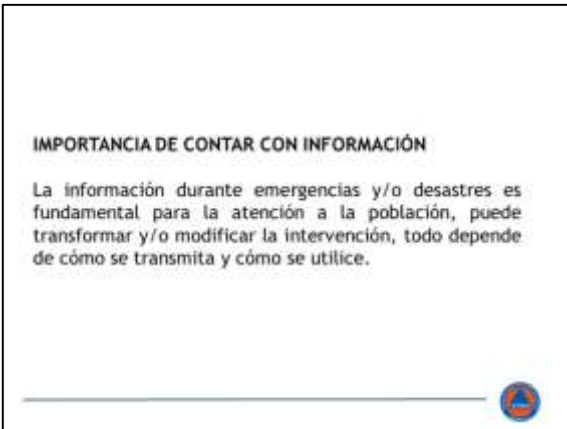 IMPORTANCIA DE CONTAR CON INFORMACIÓN
La información durante emergencias y/o desastres es
fundamental para la atención a la población, puede
transformar y/o modificar la intervención, todo depende
de cómo se transmita y cómo se utilice.